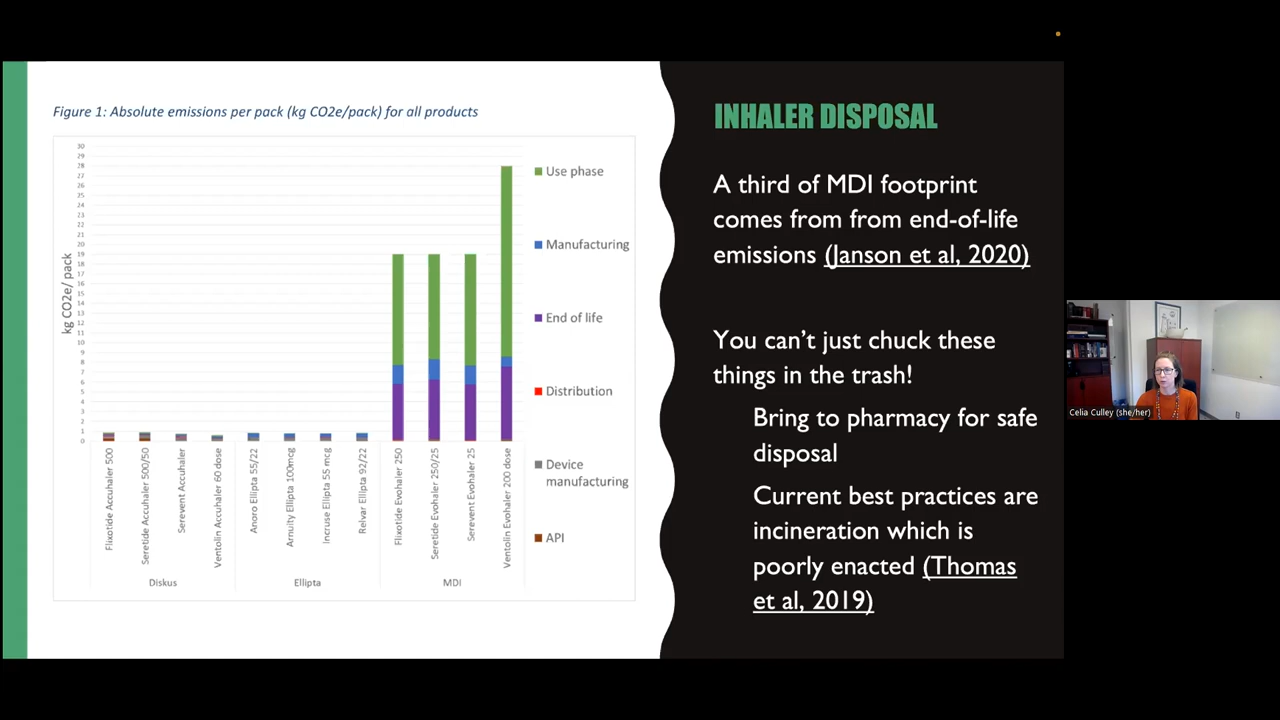 Figure 1: Absolute emissions per pack (kg CO2e/pack) for all products
30
29
28
27
26
25
24
23
22
21
20
19
18
17
16
15
14
13
12
11
10
9
8
7
6
5
4
3
2
1
0
kg CO2e/ pack
Flixotide Accuhaler 500
Seretide Accuhaler 500/50
Serevent Accuhaler
Ventolin Accuhaler 60 dose
Anoro Ellipta 55/22
Arnuity Ellipta 100mcg
Incruse Ellipta 55 mcg
Relvar Ellipta 92/22
Flixotide Evohaler 250
Seretide Evohaler 250/25
Serevent Evohaler 25
Ventolin Evohaler 200 dose
Diskus
Ellipta
MDI
Use phase
Manufacturing
End of life
Distribution
Device
manufacturing
API
INHALER DISPOSAL
A third of MDI footprint
comes from from end-of-life
emissions (Janson et al, 2020)
You can’t just chuck these
things in the trash!
Bring to pharmacy for safe
disposal
Current best practices are
incineration which is
poorly enacted (Thomas
et al, 2019)
Celia Culley (she/her)